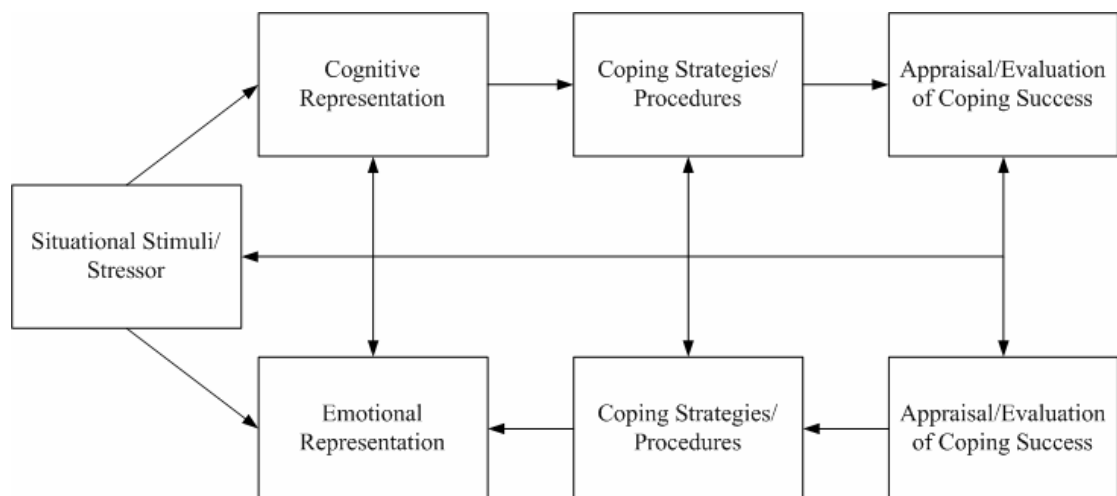 Cognitive
Representation
Coping Strategies/
Procedures
Appraisal/Evaluation
of Coping Success
Situational Stimuli/
Stressor
Emotional
Representation
Coping Strategies/
Procedures
Appraisal/Evaluation
of Coping Success